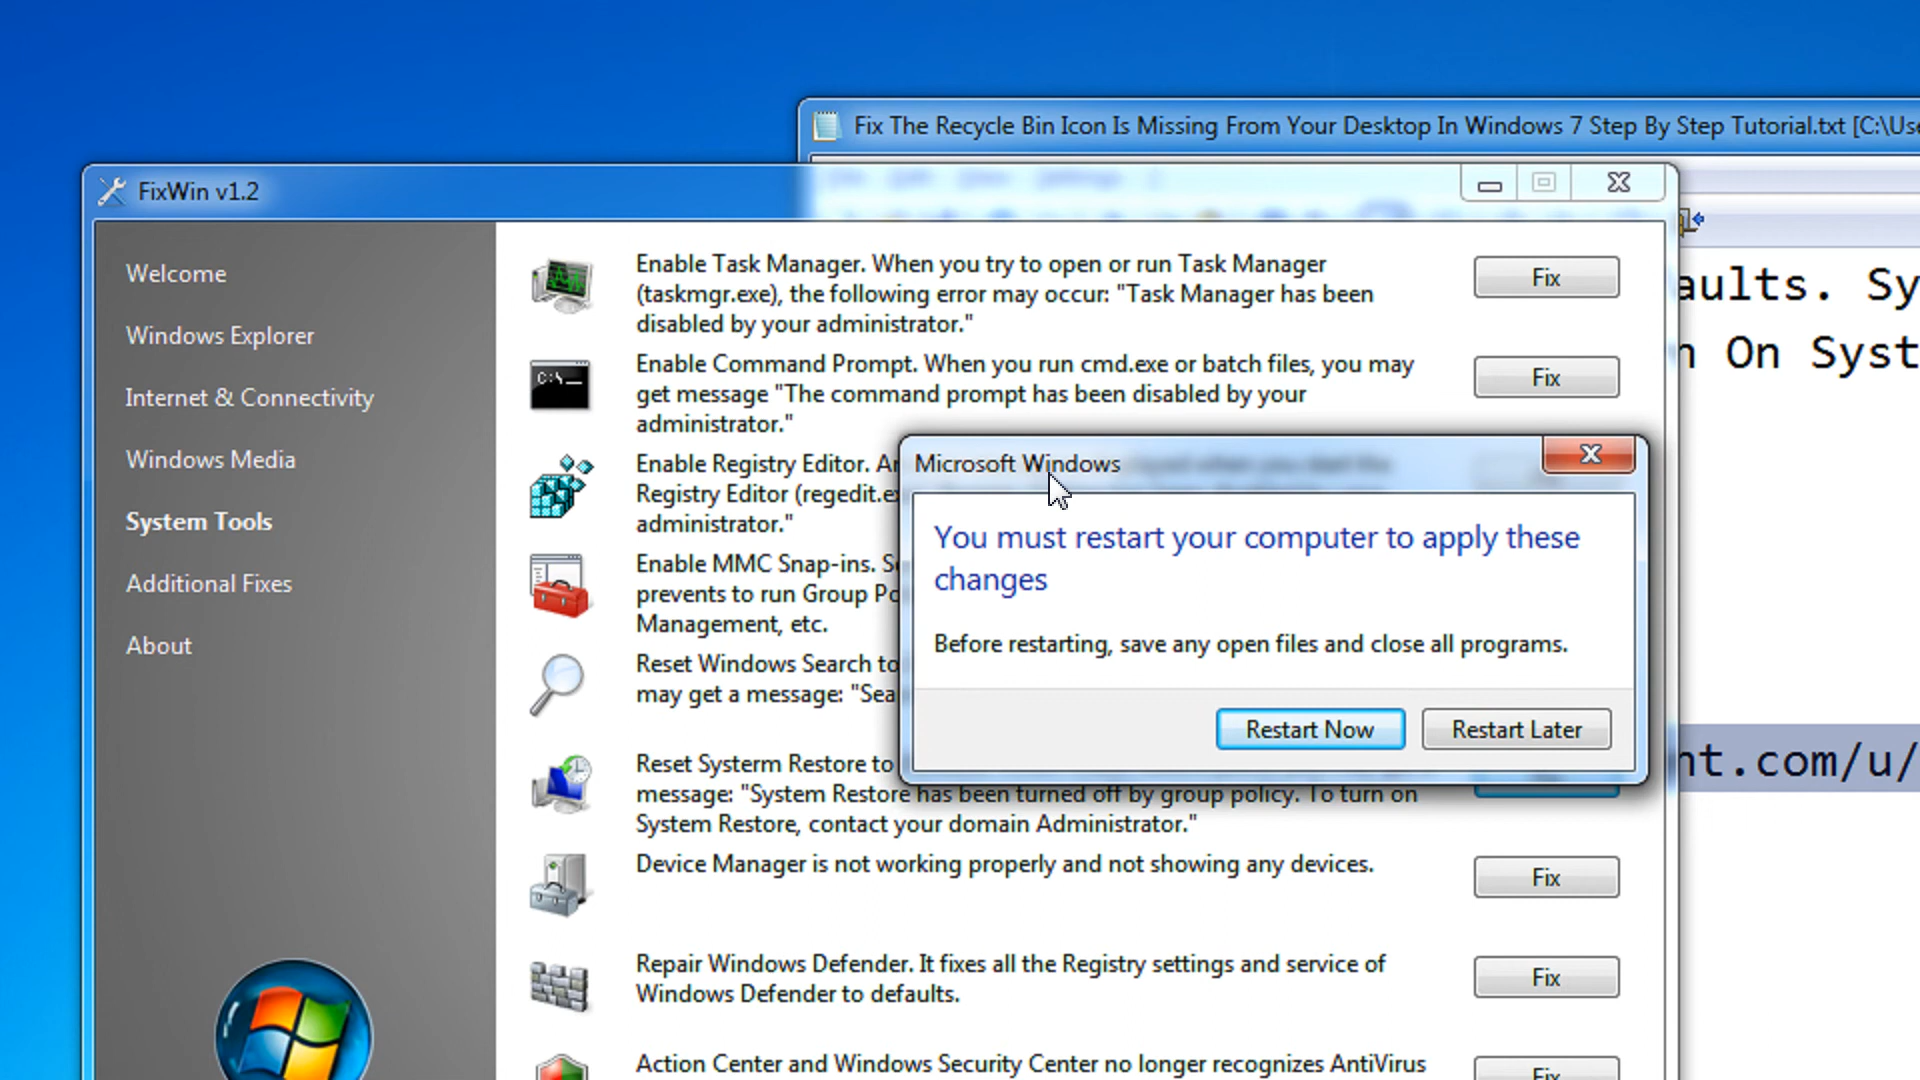 Fix The Recycle Bin Icon Is Missing From Your Desktop In Windows 7 Step By Step Tutorial.txt [C:\Use
FixWin v1.2
Welcome
Windows Explorer
Internet & Connectivity
Windows Media
System Tools
Additional Fixes
About
Enable Task Manager. When you try to open or run Task Manager
(taskmgr.exe), the following error may occur: "Task Manager has been
disabled by your administrator."
Fix
Enable Command Prompt. When you run cmd.exe or batch files, you may
get message "The command prompt has been disabled by your
administrator."
Fix
C:\
Enable Registry Editor. Ar
Registry Editor (regedit.ex
administrator."
Enable MMC Snap-ins. S
prevents to run Group Po
Management, etc.
Reset Windows Search to
may get a message: "Sea
Reset Systerm Restore to
message: "System Restore has been turned off by group policy. To turn on
System Restore, contact your domain Administrator."
Device Manager is not working properly and not showing any devices.
Fix
Repair Windows Defender. It fixes all the Registry settings and service of
Windows Defender to defaults.
Fix
Action Center and Windows Security Center no longer recognizes AntiVirus
Fix
Microsoft Windows
You must restart your computer to apply these
changes
Before restarting, save any open files and close all programs.
Restart Now
Restart Later
aults. Sy
n On Syst
nt.com/u/